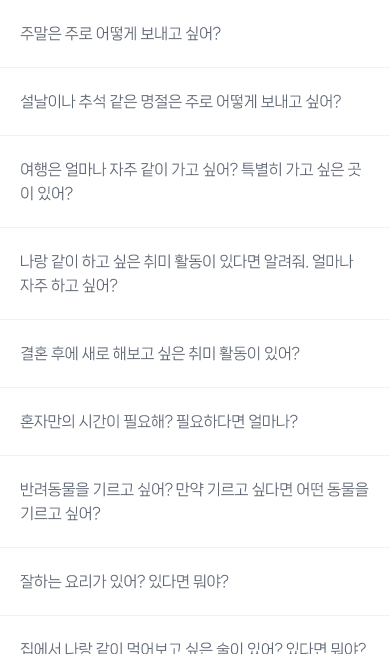 주말은 주로 어떻게 보내고 싶어?
설날이나 추석 같은 명절은 주로 어떻게 보내고 싶어?
여행은 얼마나 자주 같이 가고 싶어? 특별히 가고 싶은 곳
이 있어?
나랑 같이 하고 싶은 취미 활동이 있다면 알려줘. 얼마나
자주 하고 싶어?
결혼 후에 새로 해보고 싶은 취미 활동이 있어?
혼자만의 시간이 필요해? 필요하다면 얼마나?
반려동물을 기르고 싶어? 만약 기르고 싶다면 어떤 동물을
기르고 싶어?
잘하는 요리가 있어? 있다면 뭐야?
집에서 나랑 같이 먹어보고 싶은 술이 있어? 있다면 뭐야?